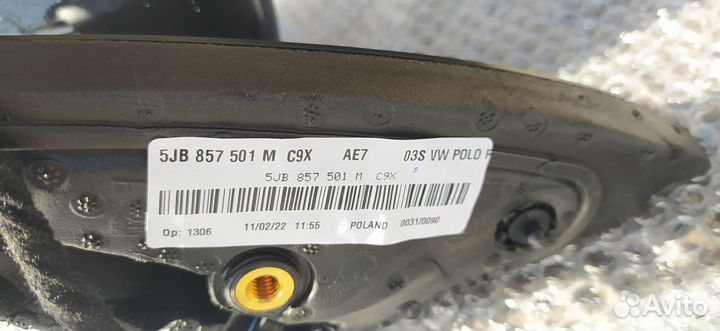 5JB 857 501 M C9X AE7 03S VW POLO
5JB 857 501 M C9X
Op: 1306 11/02/22 11:55 POLAND 0031/0090
Avito